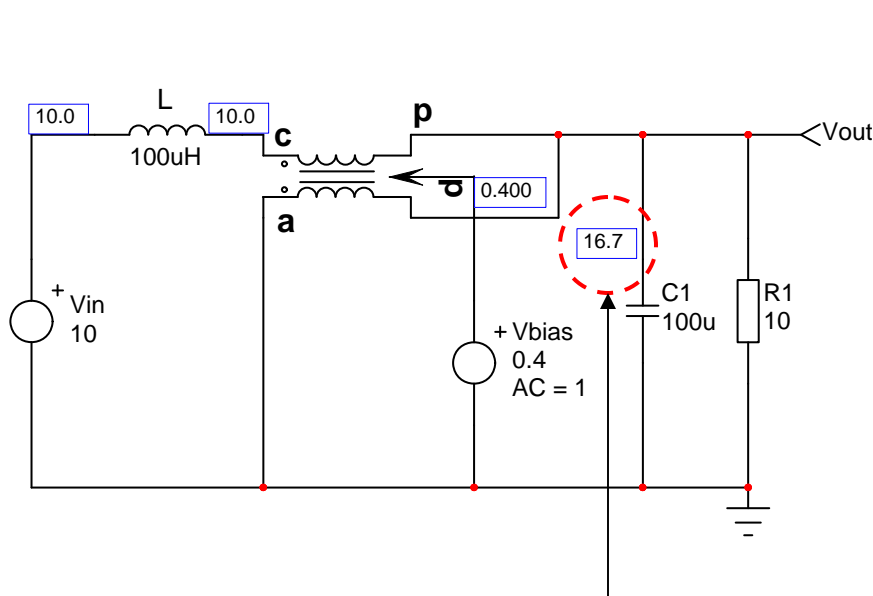 L
10.0
10.0
100uH
c
p
Vout
d
0.400
a
16.7
+
Vin
10
+ Vbias
0.4
AC = 1
C1
100u
R1
10